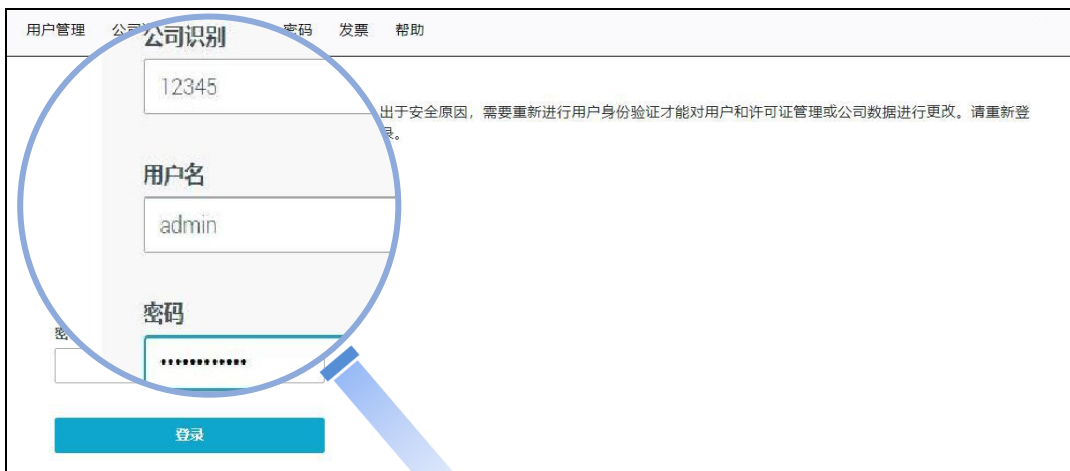 用户管理 公司 密码 发票 帮助
公司识别
12345
出于安全原因，需要重新进行用户身份验证才能对用户和许可证管理或公司数据进行更改。请重新登
录。
用户名
admin
密码
••••••••••••
密
登录